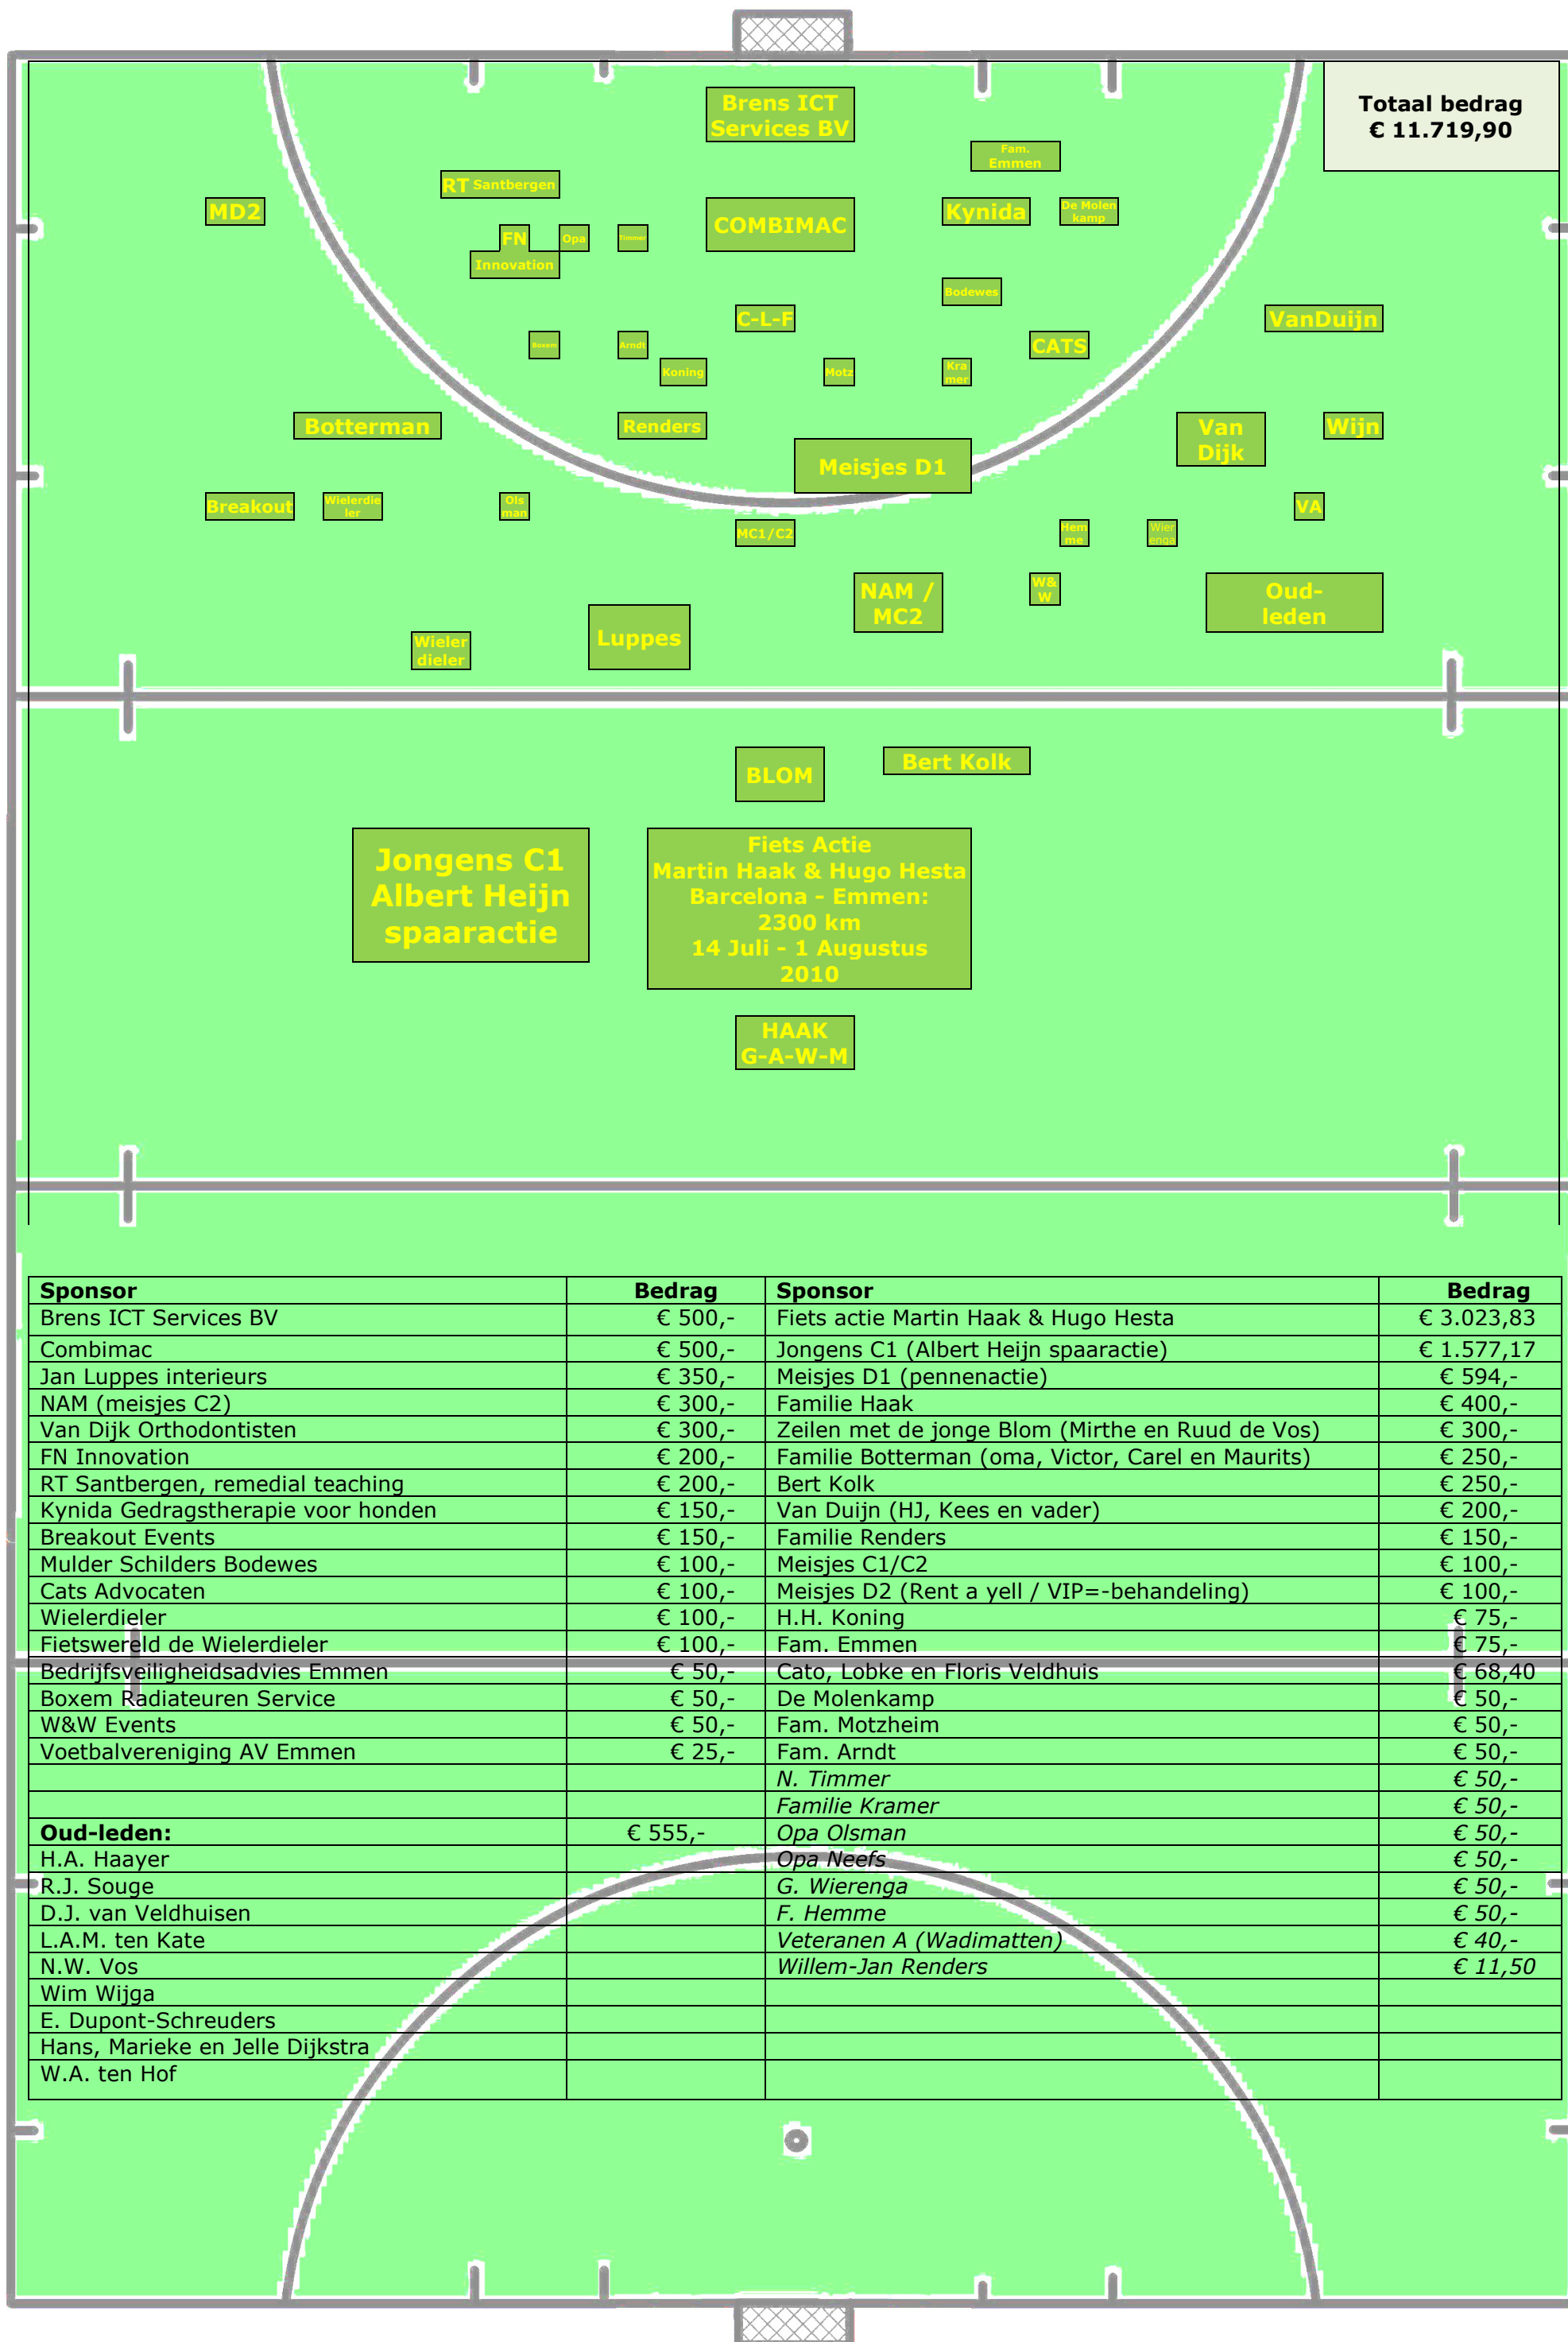 Brens ICT
Services BV
Totaal bedrag
€ 11.719,90
Fam.
Emmen
RT Santbergen
MD2
COMBIMAC
Kynida
De Molen
kamp
FN
Opa
Timmer
Innovation
Bodewes
C-L-F
VanDuijn
Boxem
Arndt
CATS
Koning
Motz
Kra
mer
Botterman
Renders
Van
Dijk
Wijn
Meisjes D1
Breakout
Wielerdie
ler
Ols
man
VA
MC1/C2
Hem
me
Wier
enga
NAM /
MC2
W&
W
Oud-
leden
Luppes
Wieler
dieler
BLOM
Bert Kolk
Jongens C1
Albert Heijn
spaaractie
Fiets Actie
Martin Haak & Hugo Hesta
Barcelona - Emmen:
2300 km
14 Juli - 1 Augustus
2010
HAAK
G-A-W-M
Sponsor Bedrag Sponsor Bedrag
Brens ICT Services BV € 500,- Fiets actie Martin Haak & Hugo Hesta € 3.023,83
Combimac € 500,- Jongens C1 (Albert Heijn spaaractie) € 1.577,17
Jan Luppes interieurs € 350,- Meisjes D1 (pennenactie) € 594,-
NAM (meisjes C2) € 300,- Familie Haak € 400,-
Van Dijk Orthodontisten € 300,- Zeilen met de jonge Blom (Mirthe en Ruud de Vos) € 300,-
FN Innovation € 200,- Familie Botterman (oma, Victor, Carel en Maurits) € 250,-
RT Santbergen, remedial teaching € 200,- Bert Kolk € 250,-
Kynida Gedragstherapie voor honden € 150,- Van Duijn (HJ, Kees en vader) € 200,-
Breakout Events € 150,- Familie Renders € 150,-
Mulder Schilders Bodewes € 100,- Meisjes C1/C2 € 100,-
Cats Advocaten € 100,- Meisjes D2 (Rent a yell / VIP=-behandeling) € 100,-
Wielerdieler € 100,- H.H. Koning € 75,-
Fietswereld de Wielerdieler € 100,- Fam. Emmen € 75,-
Bedrijfsveiligheidsadvies Emmen € 50,- Cato, Lobke en Floris Veldhuis € 68,40
Boxem Radiateuren Service € 50,- De Molenkamp € 50,-
W&W Events € 50,- Fam. Motzheim € 50,-
Voetbalvereniging AV Emmen € 25,- Fam. Arndt € 50,-
N. Timmer € 50,-
Familie Kramer € 50,-
Oud-leden: € 555,- Opa Olsman € 50,-
H.A. Haayer Opa Neefs € 50,-
R.J. Souge G. Wierenga € 50,-
D.J. van Veldhuisen F. Hemme € 50,-
L.A.M. ten Kate Veteranen A (Wadimatten) € 40,-
N.W. Vos Willem-Jan Renders € 11,50
Wim Wijga
E. Dupont-Schreuders
Hans, Marieke en Jelle Dijkstra
W.A. ten Hof